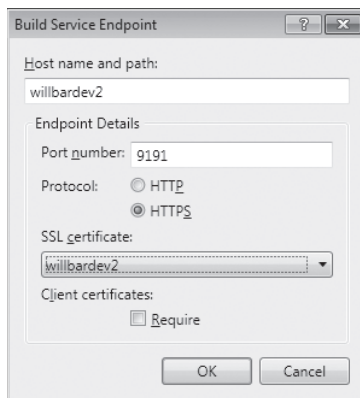 Build Service Endpoint
Host name and path:
willbardev2
Endpoint Details
Port number: 9191
Protocol: HTTP
HTTPS
SSL certificate:
willbardev2
Client certificates:
Require
OK Cancel